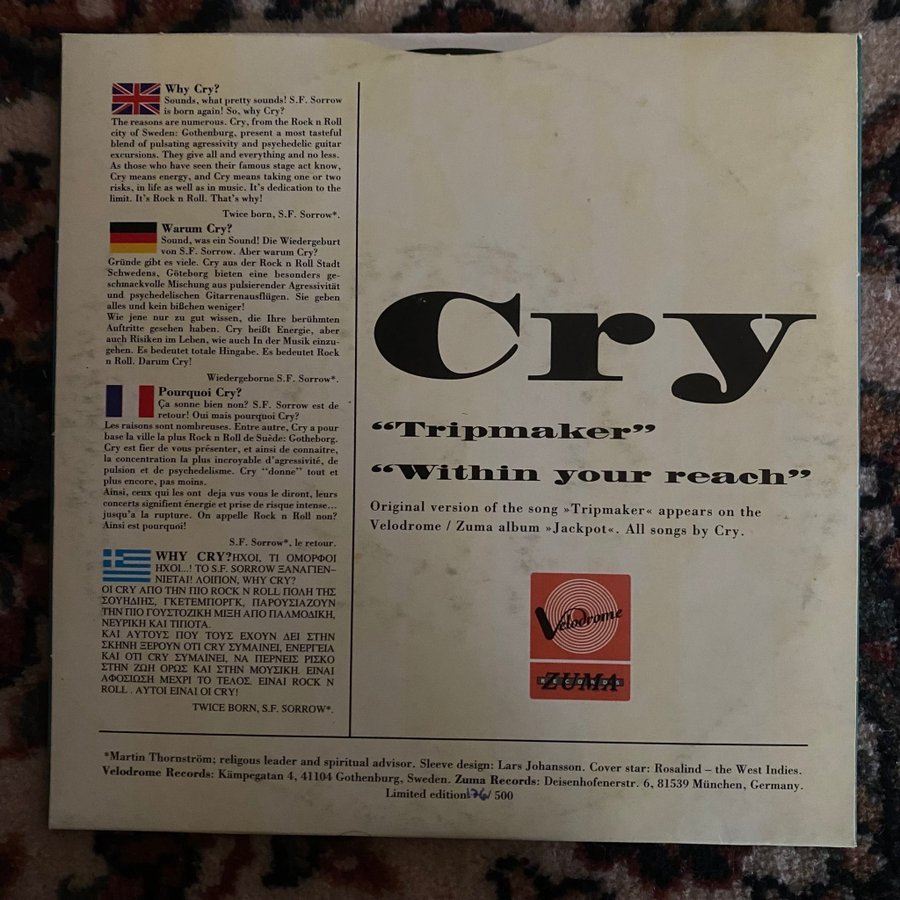 Why Cry?
Sounds, what pretty sounds! S.F. Sorrow
is born again! So, why Cry?
The reasons are numerous. Cry, from the Rock n Roll
city of Sweden: Gothenburg, present a most tasteful
blend of pulsating agressivity and psychedelic guitar
excursions. They give all and everything and no less.
As those who have seen their famous stage act know,
Cry means energy, and Cry means taking one or two
risks, in life as well as in music. It's dedication to the
limit. It's Rock n Roll. That's why!
Twice born, S.F. Sorrow*.
Warum Cry?
Sound, was ein Sound! Die Wiedergeburt
von S.F. Sorrow. Aber warum Cry?
Gründe gibt es viele. Cry aus der Rock n Roll Stadt
Schwedens, Göteborg bieten eine besonders ge-
schmackvolle Mischung aus pulsierender Agressivität
und psychedelischen Gitarrenausflügen. Sie geben
alles und kein bißchen weniger!
Wie jene nur zu gut wissen, die Ihre berühmten
Auftritte gesehen haben. Cry heißt Energie, aber
auch Risiken im Leben, wie auch In der Musik einzu-
gehen. Es bedeutet totale Hingabe. Es bedeutet Rock
n Roll. Darum Cry!
Wiedergeborne S.F. Sorrow*.
Pourquoi Cry?
Ça sonne bien non? S.F. Sorrow est de
retour! Oui mais pourquoi Cry?
Les raisons sont nombreuses. Entre autre, Cry a pour
base la ville la plus Rock n Roll de Suède: Gotheborg.
Cry est fier de vous présenter, et ainsi de connaitre,
la concentration la plus incroyable d'agressivité, de
pulsion et de psychedelisme. Cry "donne" tout et
plus encore, pas moins.
Ainsi, ceux qui les ont deja vus vous le diront, leurs
concerts signifient énergie et prise de risque intense...
jusqu'a la rupture. On appelle Rock n Roll non?
Ainsi est pourquoi!
S.F. Sorrow*, le retour.
WHY CRY? ΗΧΟΙ, ΤΙ ΟΜΟΡΦΟΙ
ΗΧΟΙ...! ΤΟ S.F. SORROW ΞΑΝΑΓΙΕΝ-
ΝΙΕΤΑΙ! ΛΟΙΠΟΝ, WHY CRY?
ΟΙ CRY ΑΠΟ ΤΗΝ ΠΙΟ ROCK N ROLL ΠΟΛΗ ΤΗΣ
ΣΟΥΗΔΙΗΣ, ΓΚΕΤΕΜΠΟΡΓΚ, ΠΑΡΟΥΣΙΑΖΟΥΝ
ΤΗΝ ΠΙΟ ΓΟΥΣΤΟΖΙΚΗ ΜΙΞΗ ΑΠΟ ΠΑΛΜΟΔΙΚΗ,
ΝΕΥΡΙΚΗ ΚΑΙ ΤΙΠΟΤΑ.
ΚΑΙ ΑΥΤΟΥΣ ΠΟΥ ΤΟΥΣ ΕΧΟΥΝ ΔΕΙ ΣΤΗΝ
ΣΚΗΝΗ ΞΕΡΟΥΝ ΟΤΙ CRY ΣΥΜΑΙΝΕΙ, ΕΝΕΡΓΕΙΑ
ΚΑΙ ΟΤΙ CRY ΣΥΜΑΙΝΕΙ, ΝΑ ΠΕΡΝΕΙΣ ΡΙΣΚΟ
ΣΤΗΝ ΖΩΗ ΟΡΩΣ ΚΑΙ ΣΤΗΝ ΜΟΥΣΙΚΗ. ΕΙΝΑΙ
ΑΦΟΣΙΩΣΗ ΜΕΧΡΙ ΤΟ ΤΕΛΟΣ. ΕΙΝΑΙ ROCK N
ROLL . ΑΥΤΟΙ ΕΙΝΑΙ ΟΙ CRY!
TWICE BORN, S.F. SORROW*.
Cry
"Tripmaker"
"Within your reach"
Original version of the song »Tripmaker« appears on the
Velodrome / Zuma album »Jackpot«. All songs by Cry.
Velodrome
ZUMA
RECORDS
*Martin Thornström; religous leader and spiritual advisor. Sleeve design: Lars Johansson. Cover star: Rosalind – the West Indies.
Velodrome Records: Kämpegatan 4, 41104 Gothenburg, Sweden. Zuma Records: Deisenhofenerstr. 6, 81539 München, Germany.
Limited edition / 500